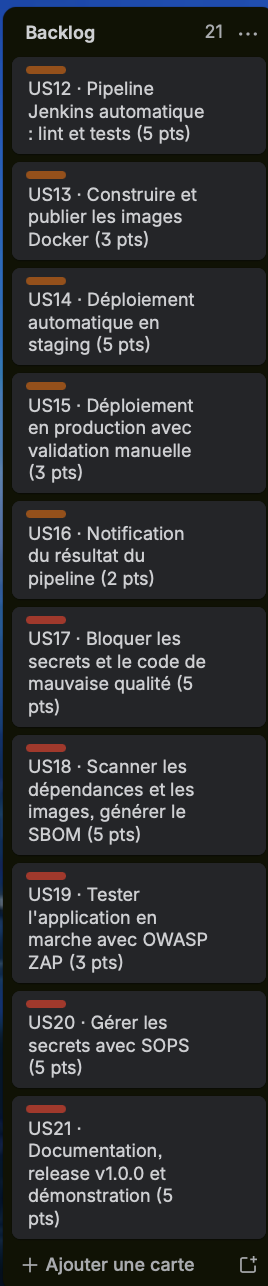 Backlog 21 ...
US12 · Pipeline
Jenkins automatique
: lint et tests (5 pts)
US13 · Construire et
publier les images
Docker (3 pts)
US14 · Déploiement
automatique en
staging (5 pts)
US15 · Déploiement
en production avec
validation manuelle
(3 pts)
US16 · Notification
du résultat du
pipeline (2 pts)
US17 · Bloquer les
secrets et le code de
mauvaise qualité (5
pts)
US18 · Scanner les
dépendances et les
images, générer le
SBOM (5 pts)
US19 · Tester
l'application en
marche avec OWASP
ZAP (3 pts)
US20 · Gérer les
secrets avec SOPS
(5 pts)
US21 ·
Documentation,
release v1.0.0 et
démonstration (5
pts)
+ Ajouter une carte